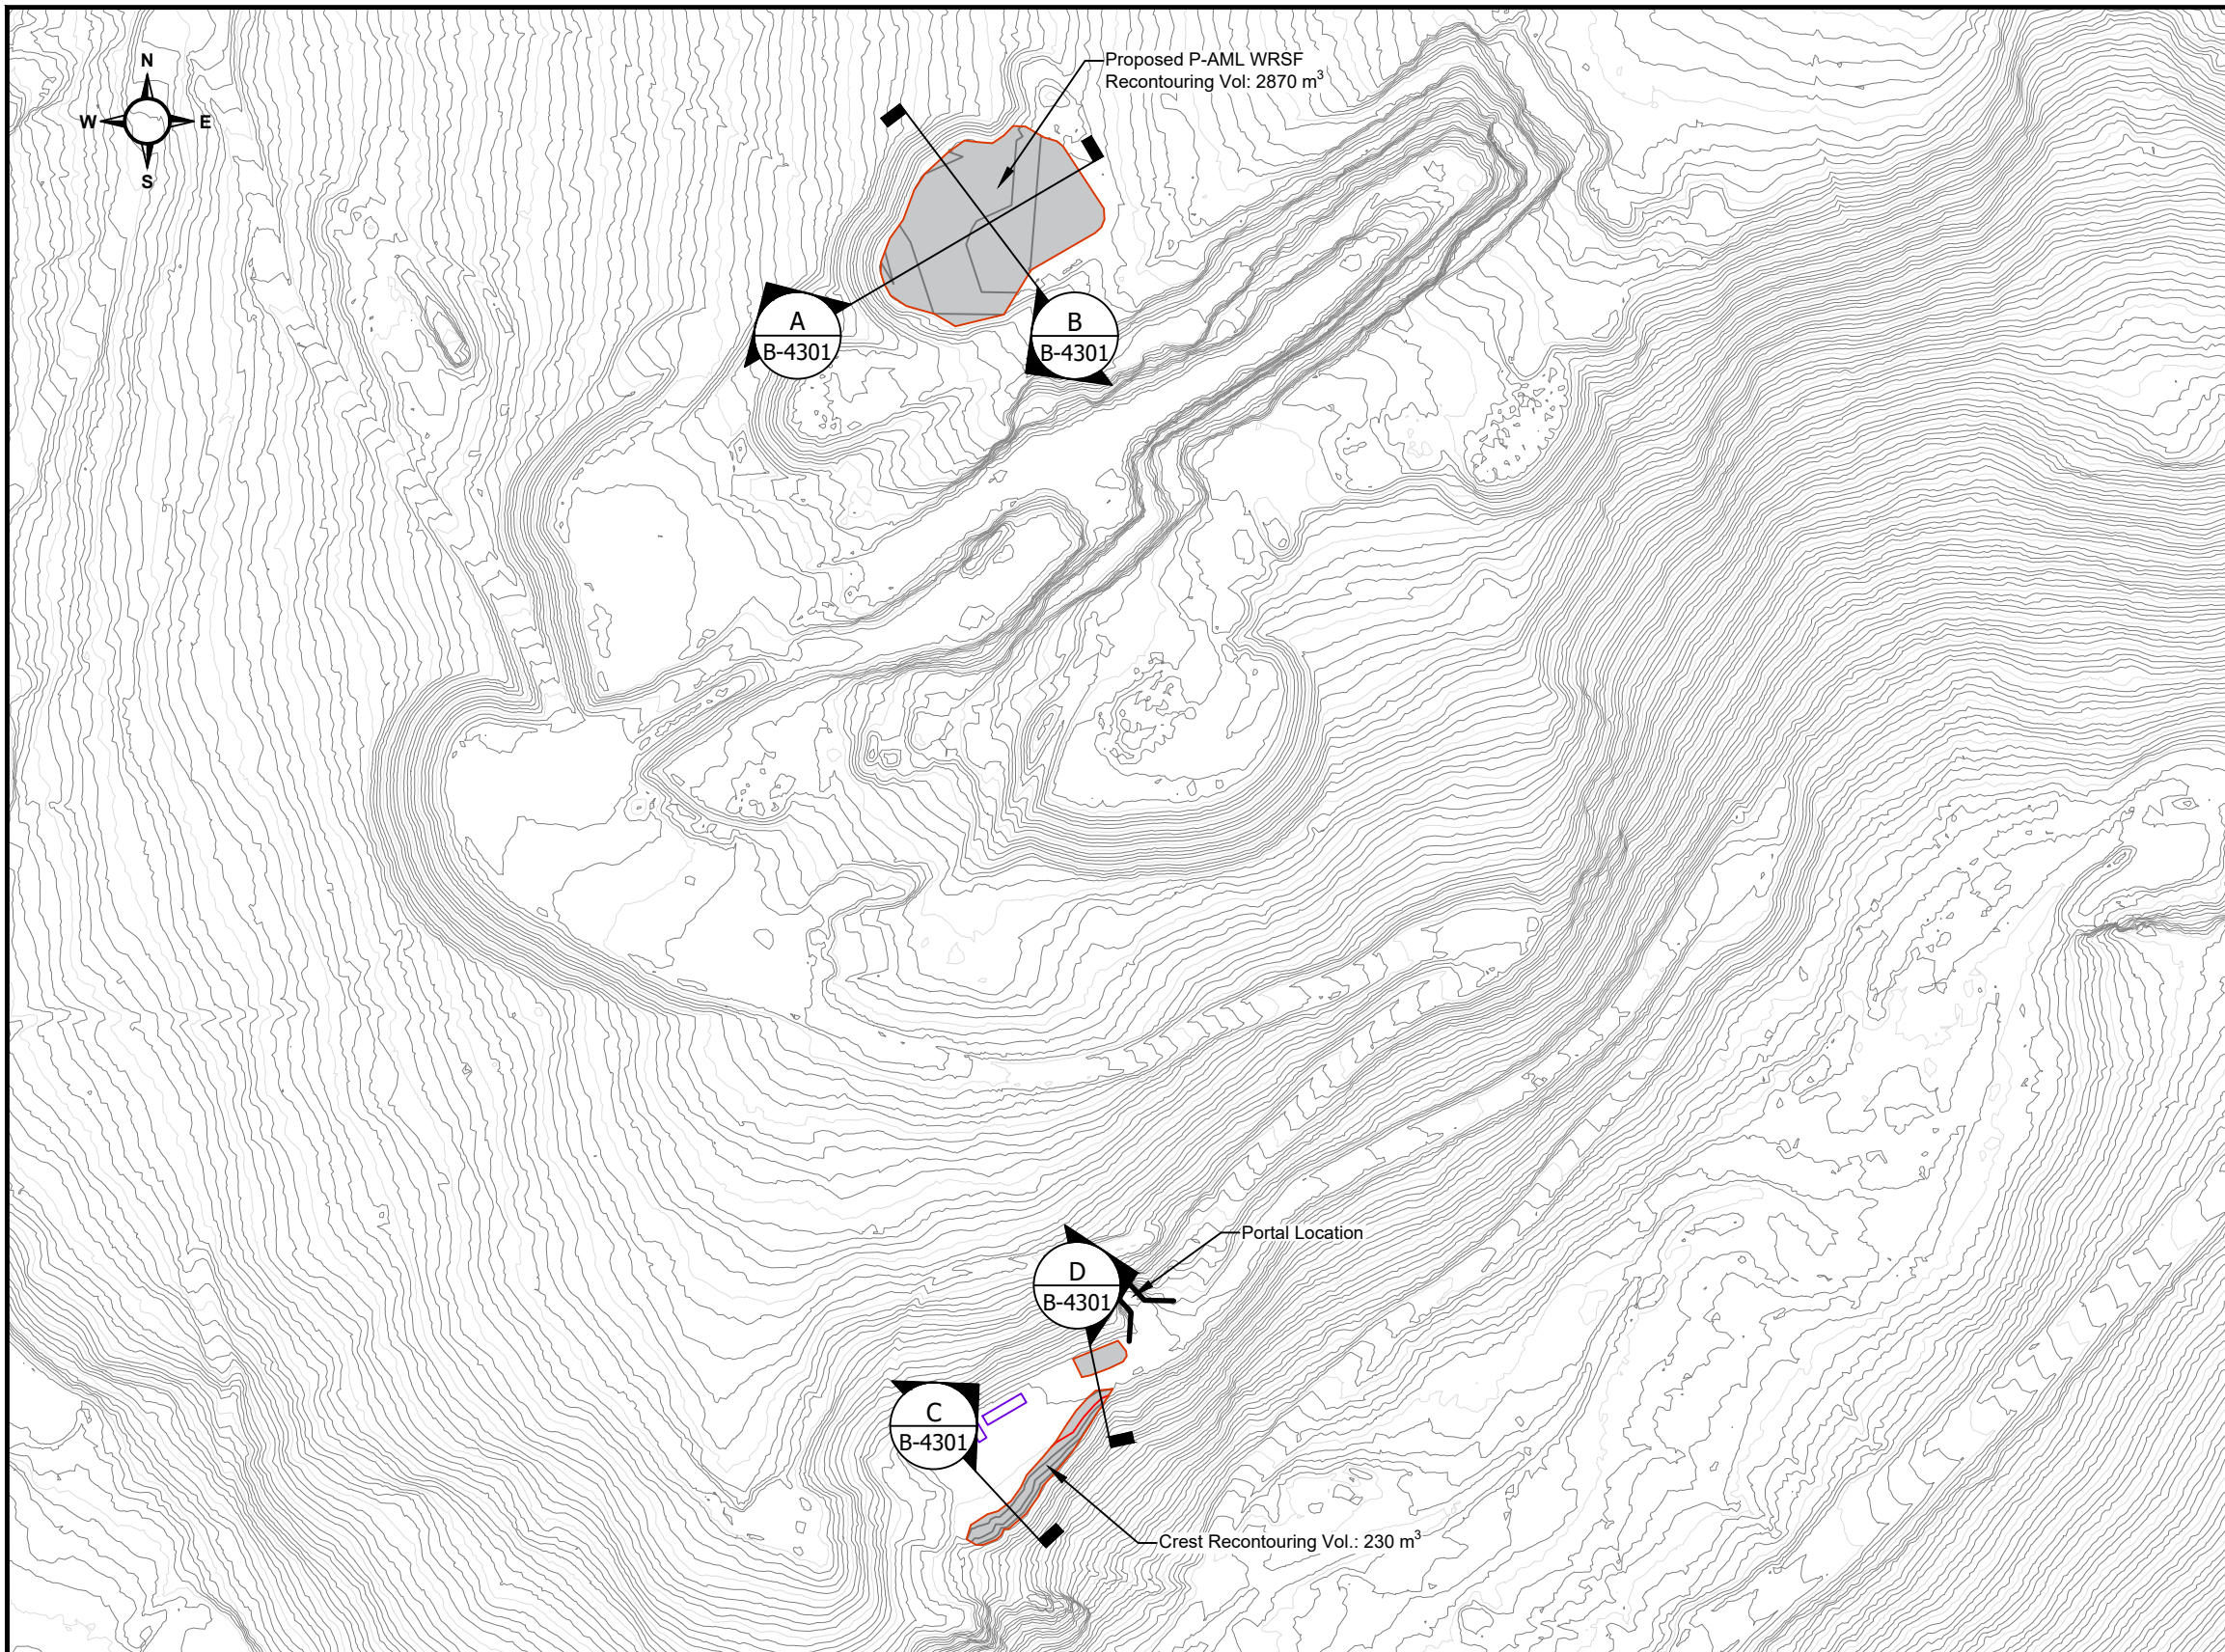 N
W E
S
Proposed P-AML WRSF
Recontouring Vol: 2870 m³
A
B-4301
B
B-4301
Portal Location
D
B-4301
C
B-4301
Crest Recontouring Vol.: 230 m³